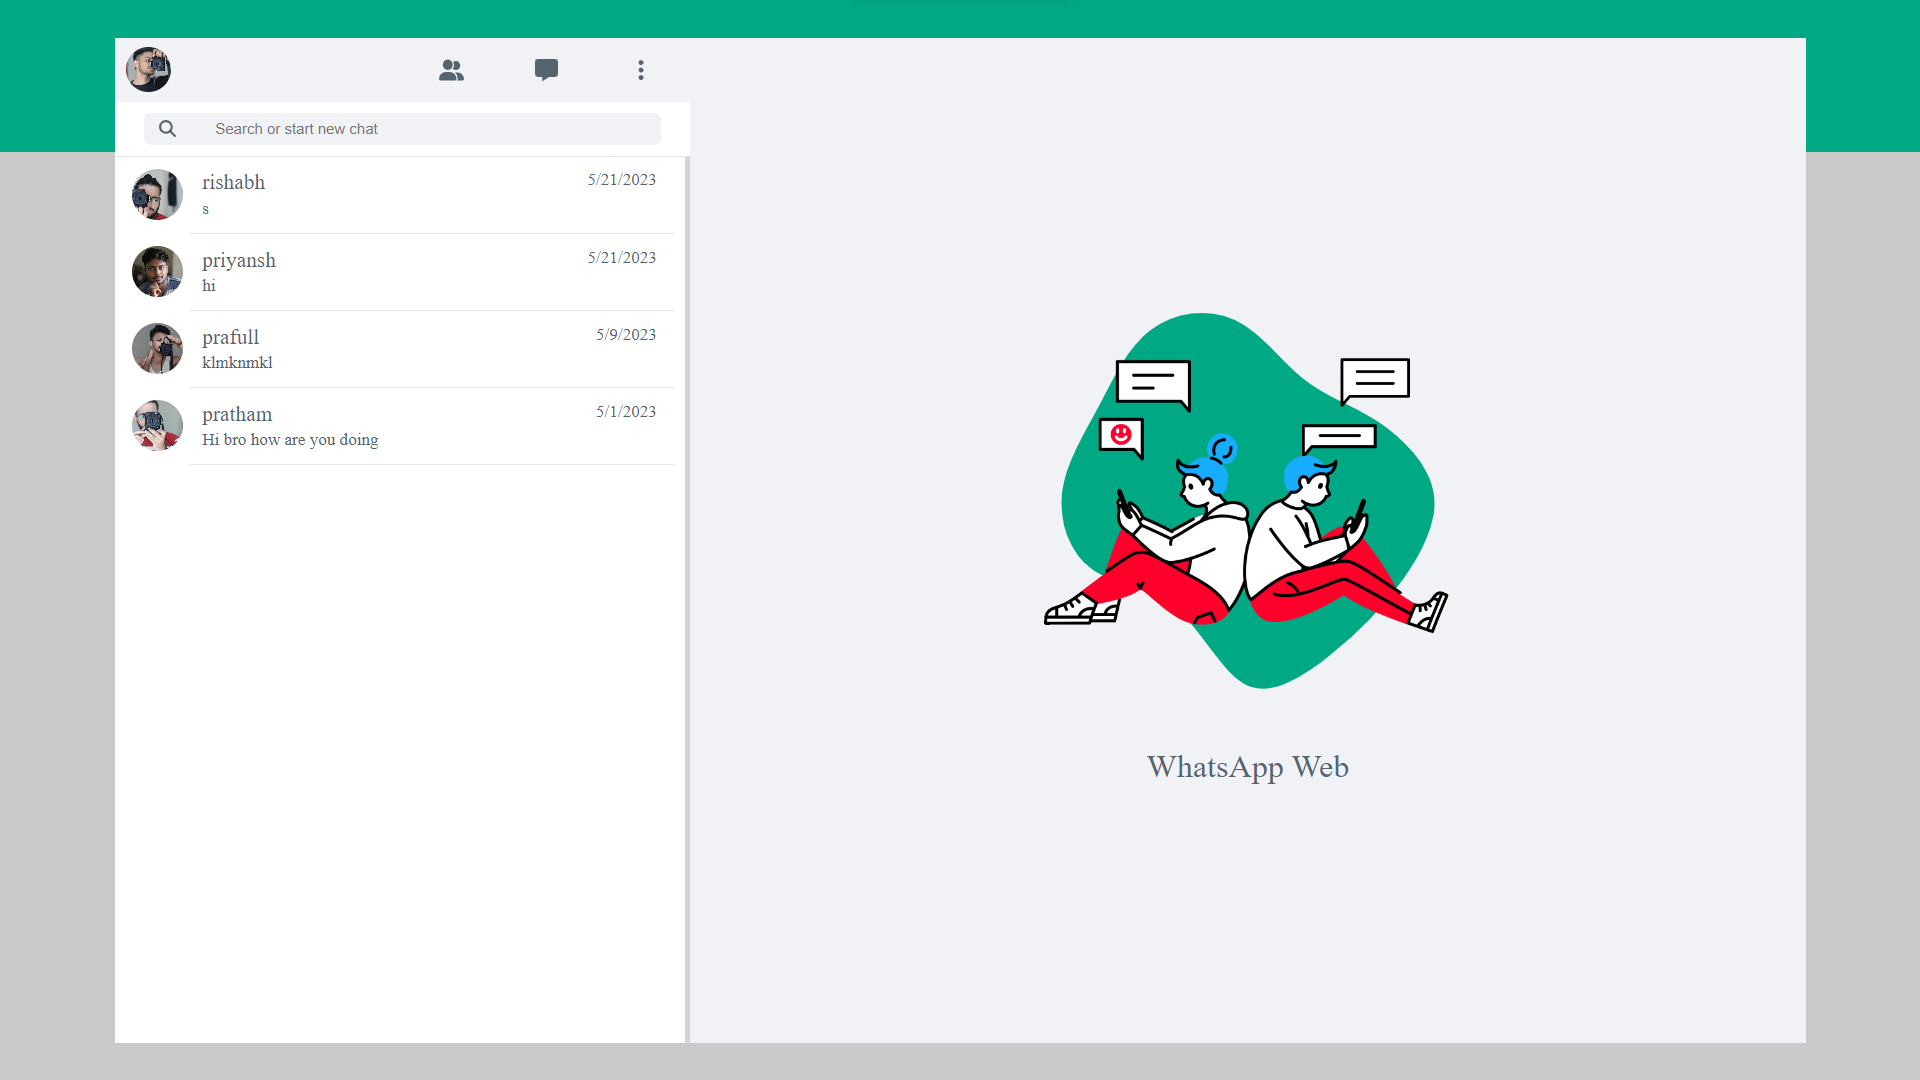 Search or start new chat
rishabh 5/21/2023
s
priyansh 5/21/2023
hi
prafull 5/9/2023
klmknmkl
pratham 5/1/2023
Hi bro how are you doing
WhatsApp Web